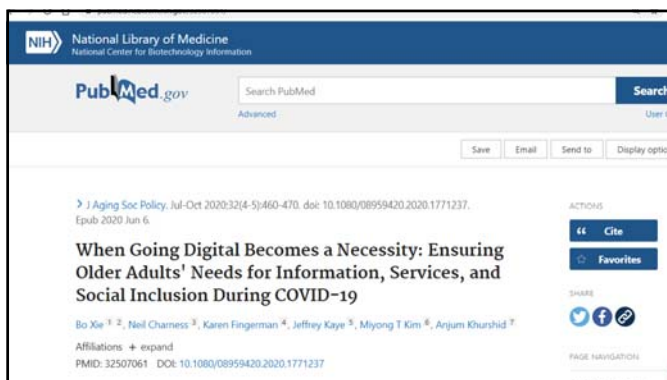 NIH National Library of Medicine
National Center for Biotechnology Information
PubMed.gov
Search PubMed
Search
Advanced
Save Email Send to Display optio
J Aging Soc Policy. Jul-Oct 2020;32(4-5):460-470. doi: 10.1080/08959420.2020.1771237.
Epub 2020 Jun 6.
When Going Digital Becomes a Necessity: Ensuring
Older Adults' Needs for Information, Services, and
Social Inclusion During COVID-19
Bo Xie 1 2, Neil Charness 3, Karen Fingerman 4, Jeffrey Kaye 5, Miyong T Kim 6, Anjum Khurshid 7
Affiliations + expand
PMID: 32507061 DOI: 10.1080/08959420.2020.1771237
ACTIONS
Cite
Favorites
SHARE
PAGE NAVIGATION